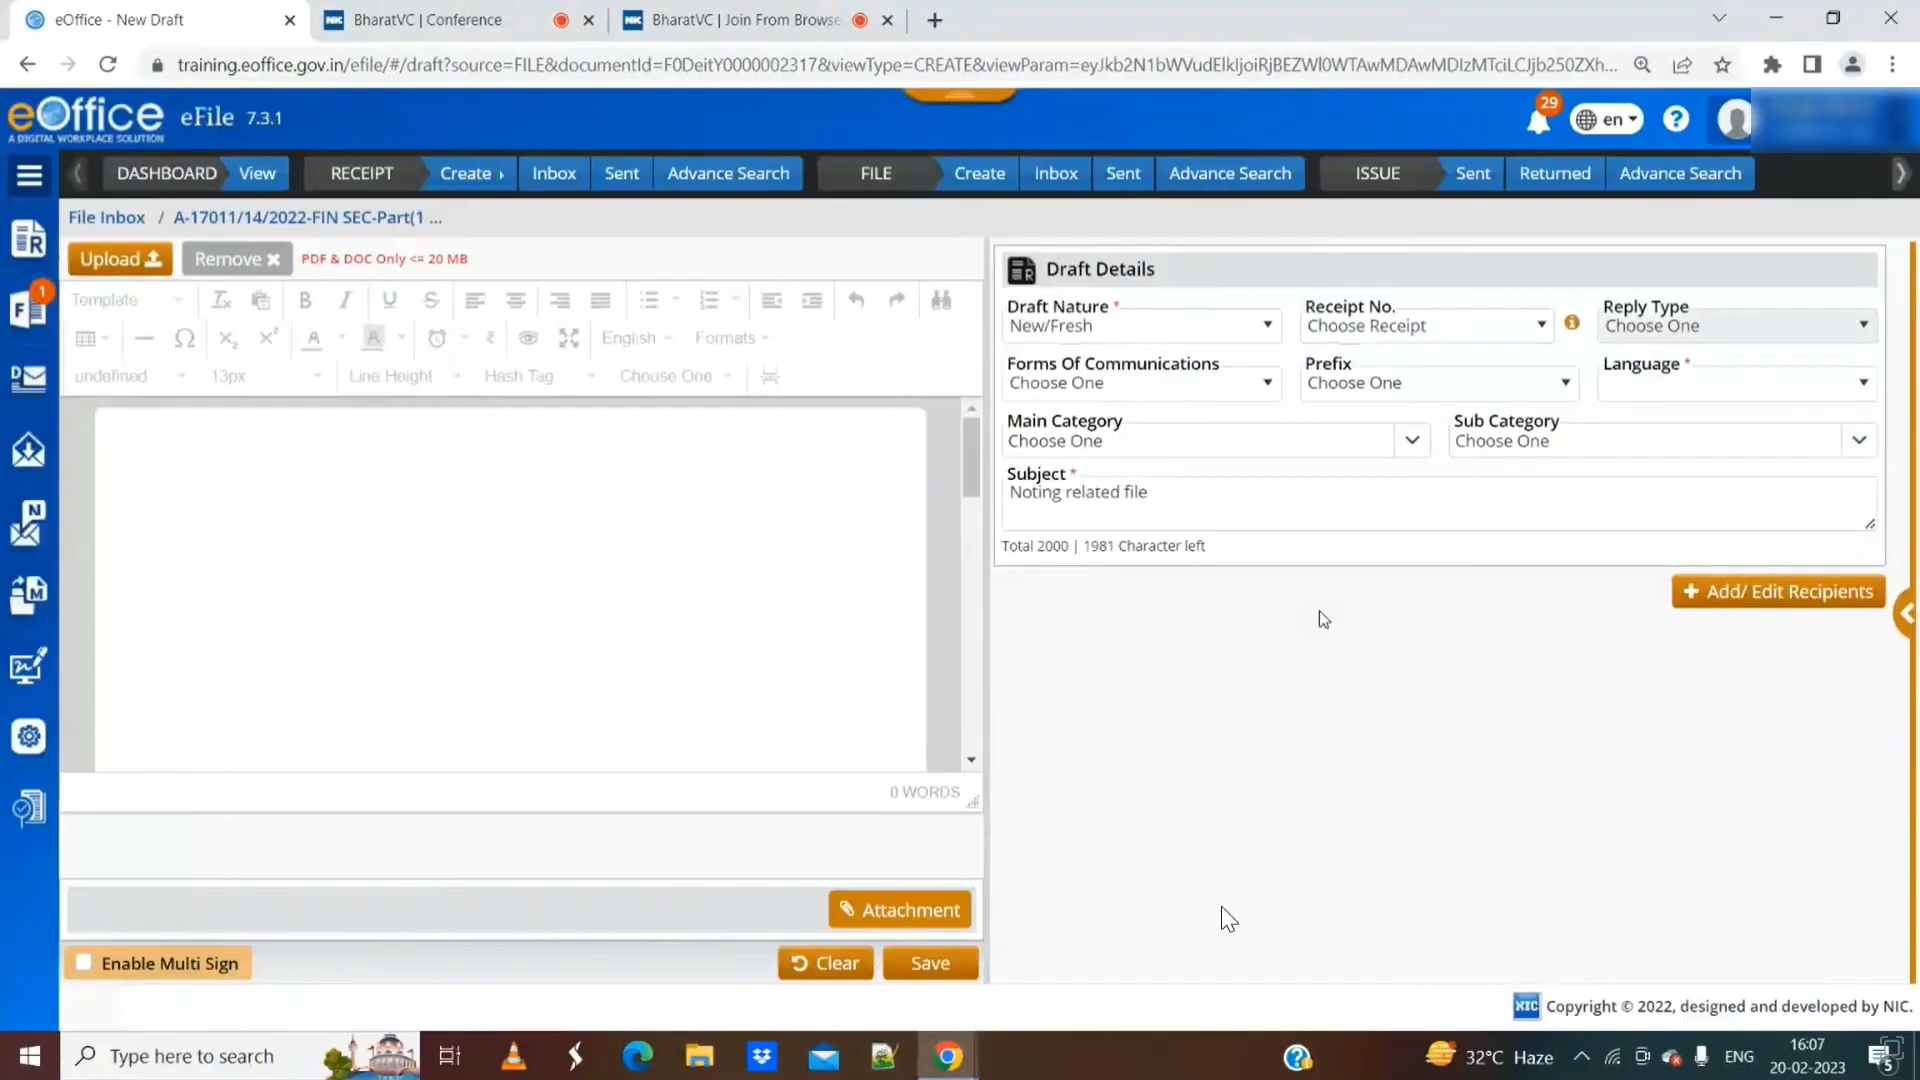 eOffice - New Draft
BharatVC | Conference
BharatVC | Join From Browse
training.eoffice.gov.in/efile/#/draft?source=FILE&documentId=F0DeitY0000002317&viewType=CREATE&viewParam=
eOffice
A DIGITAL WORKPLACE SOLUTION
eFile 7.3.1
29
en
DASHBOARD View RECEIPT Create Inbox Sent Advance Search FILE Create Inbox Sent Advance Search ISSUE Sent Returned Advance Search
File Inbox / A-17011/14/2022-FIN SEC-Part(1 ...
Upload Remove PDF & DOC Only <= 20 MB
1
Template
English Formats
undefined 13px Line Height Hash Tag Choose One
0 WORDS
Attachment
Enable Multi Sign Clear Save
Draft Details
Draft Nature * Receipt No. Reply Type
New/Fresh Choose Receipt Choose One
Forms Of Communications Prefix Language *
Choose One Choose One
Main Category Sub Category
Choose One Choose One
Subject *
Noting related file
Total 2000 | 1981 Character left
+ Add/ Edit Recipients
NIC Copyright © 2022, designed and developed by NIC.
Type here to search
32°C Haze ENG
16:07
20-02-2023
5